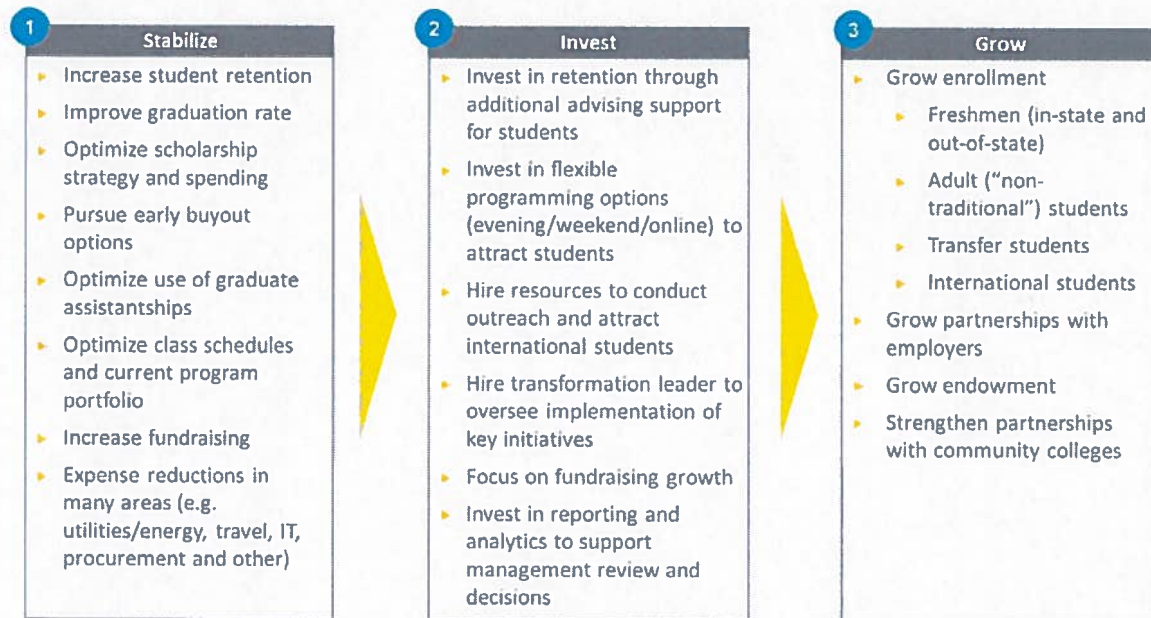 1
Stabilize
Increase student retention
Improve graduation rate
Optimize scholarship
strategy and spending
Pursue early buyout
options
Optimize use of graduate
assistantships
Optimize class schedules
and current program
portfolio
Increase fundraising
Expense reductions in
many areas (e.g.
utilities/energy, travel, IT,
procurement and other)
2
Invest
Invest in retention through
additional advising support
for students
Invest in flexible
programming options
(evening/weekend/online) to
attract students
Hire resources to conduct
outreach and attract
international students
Hire transformation leader to
oversee implementation of
key initiatives
Focus on fundraising growth
Invest in reporting and
analytics to support
management review and
decisions
3
Grow
Grow enrollment
Freshmen (in-state and
out-of-state)
Adult ("non-
traditional") students
Transfer students
International students
Grow partnerships with
employers
Grow endowment
Strengthen partnerships
with community colleges